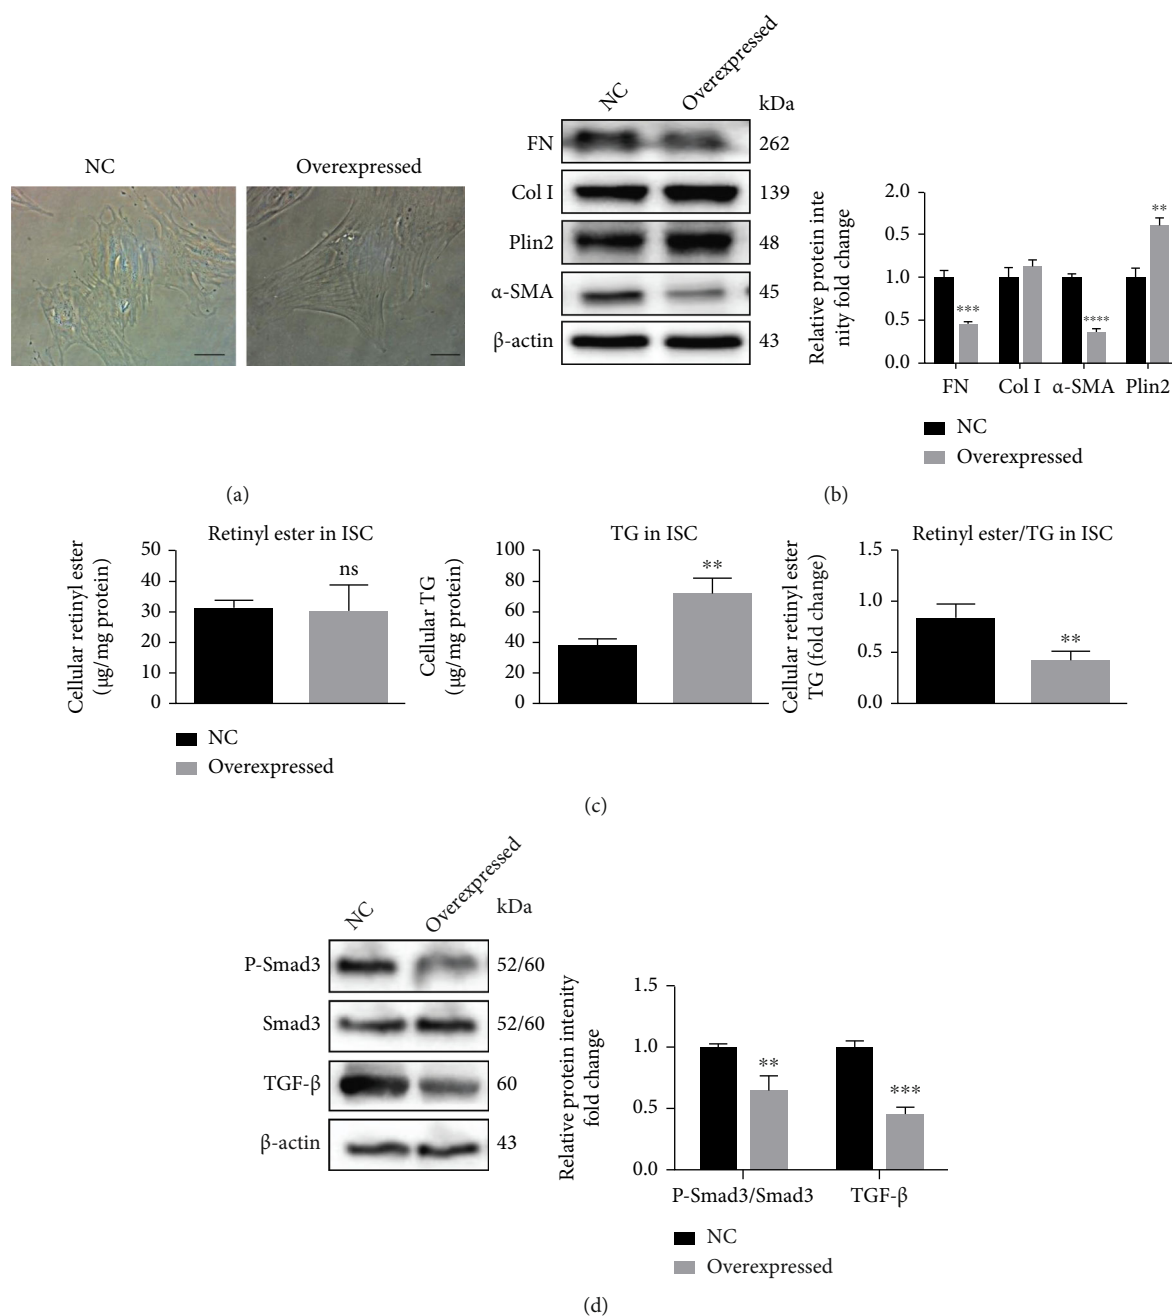 NC
Overexpressed
(a)
NC
Overexpressed
kDa
FN
262
Col I
139
Plin2
48
α-SMA
45
β-actin
43
Relative protein inte
nity fold change
2.0
0.5
1.0
0.5
0.0
***
****
**
FN
Col I
α-SMA
Plin2
NC
Overexpressed
(b)
Retinyl ester in ISC
Cellular retinyl ester
(μg/mg protein)
50
40
30
20
10
0
ns
NC
Overexpressed
TG in ISC
Cellular TG
(μg/mg protein)
100
80
60
40
20
0
**
Retinyl ester/TG in ISC
Cellular retinyl ester
TG (fold change)
1.5
1.0
0.5
0.0
**
(c)
NC
Overexpressed
kDa
P-Smad3
52/60
Smad3
52/60
TGF-β
60
β-actin
43
Relative protein intenity
fold change
1.5
1.0
0.5
0.0
**
***
P-Smad3/Smad3
TGF-β
NC
Overexpressed
(d)